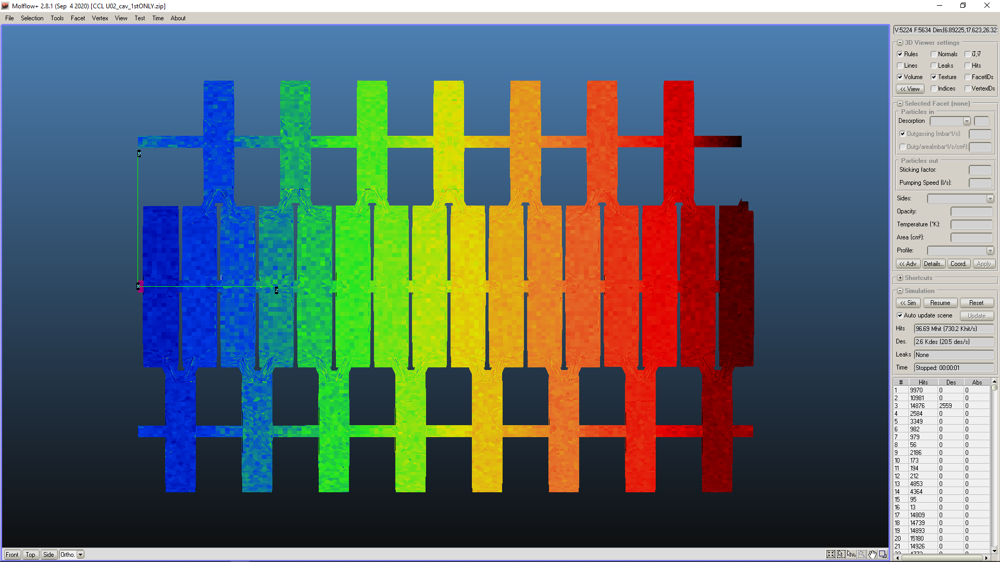 Molflow+ 2.8.1 (Sep 4 2020) [CCL U02_cav_1stONLY.zip]
File Selection Tools Facet Vertex View Test Time About
V:5224 F:5634 Dim:(6.89225,17.623,26.32
3D Viewer settings
Rules Normals u,v
Lines Leaks Hits
Volume Texture FacetIDs
<< View Indices VertexIDs
Selected Facet (none)
Particles in
Desorption
Outgassing (mbar*l/s):
Outg/area(mbar*l/s/cm²):
Particles out
Sticking factor:
Pumping Speed (l/s):
Sides:
Opacity:
Temperature (°K):
Area (cm²):
Profile:
<< Adv Details... Coord. Apply
Shortcuts
Simulation
<< Sim Resume Reset
Auto update scene Update
Hits 96.69 Mhit (730.2 Khit/s)
Des. 2.6 Kdes (20.5 des/s)
Leaks None
Time Stopped: 00:00:01
# Hits Des Abs
1 9970 0 0
2 10981 0 0
3 14876 2559 0
4 2584 0 0
5 3349 0 0
6 982 0 0
7 979 0 0
8 56 0 0
9 2186 0 0
10 173 0 0
11 194 0 0
12 212 0 0
13 4853 0 0
14 4364 0 0
15 95 0 0
16 13 0 0
17 14809 0 0
18 14739 0 0
19 14893 0 0
20 15180 0 0
21 14926 0 0
y
x
z
Front Top Side Ortho.